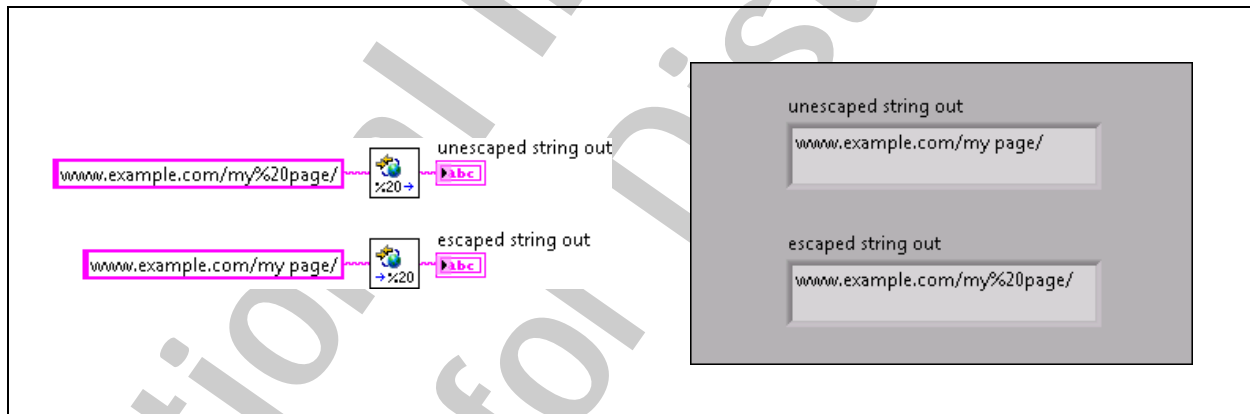 unescaped string out
www.example.com/my%20page/
%20→
abc
escaped string out
www.example.com/my page/
→%20
abc
unescaped string out
www.example.com/my page/
escaped string out
www.example.com/my%20page/